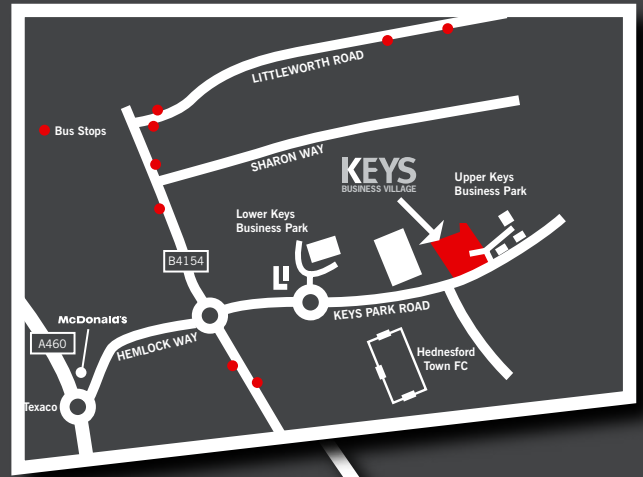 LITTLEWORTH ROAD
Bus Stops
SHARON WAY
KEYS
BUSINESS VILLAGE
Upper Keys
Business Park
Lower Keys
Business Park
B4154
KEYS PARK ROAD
McDonald's
HEMLOCK WAY
A460
Hednesford
Town FC
Texaco